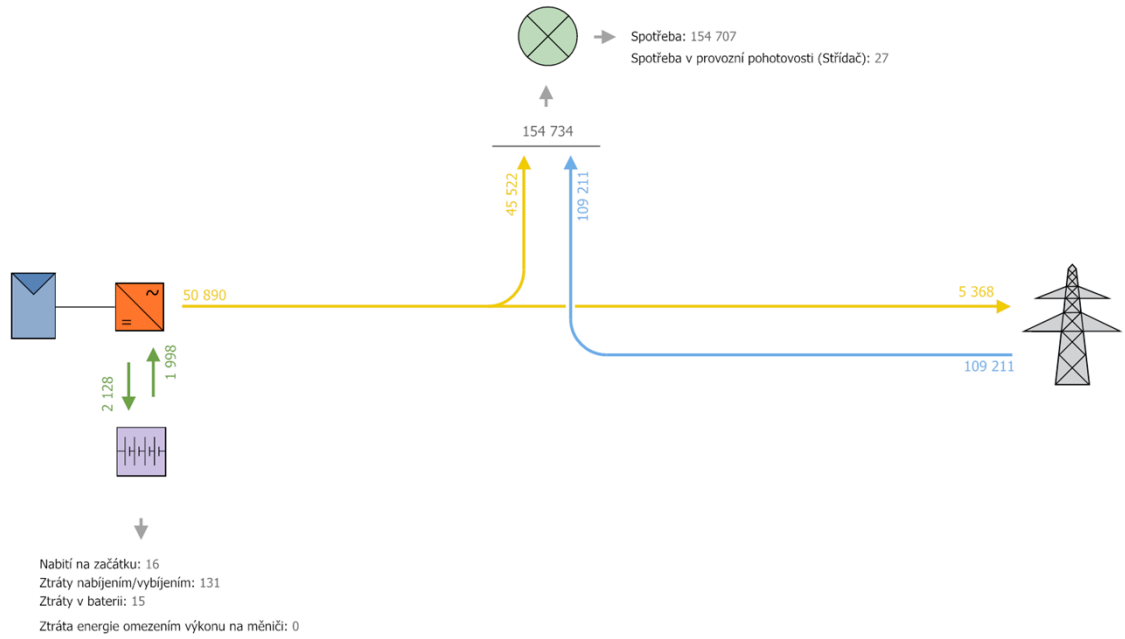 Spotřeba: 154 707
Spotřeba v provozní pohotovosti (Střídač): 27
154 734
45 522
109 211
50 890
5 368
109 211
2 128
1 998
Nabití na začátku: 16
Ztráty nabíjením/vybíjením: 131
Ztráty v baterii: 15
Ztráta energie omezením výkonu na měniči: 0